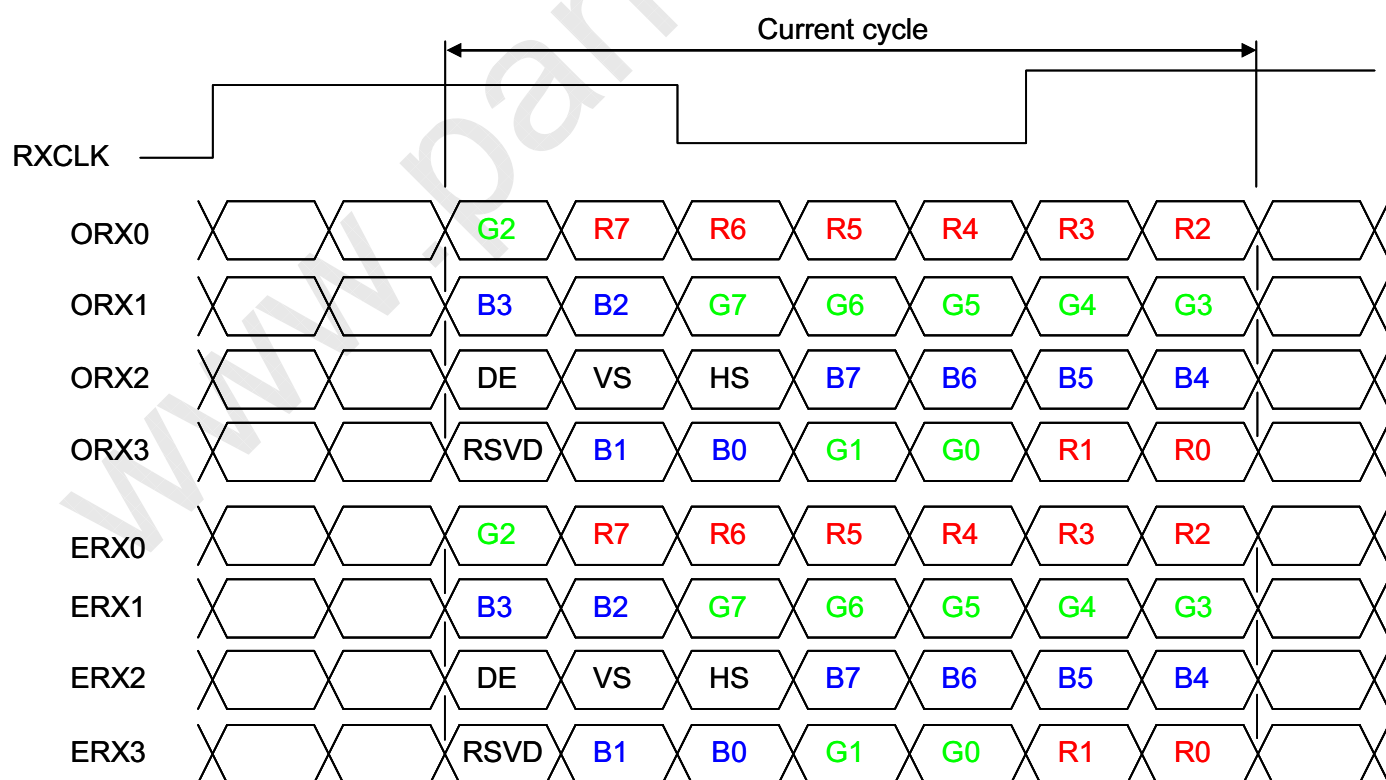 Current cycle
RXCLK
ORX0 G2 R7 R6 R5 R4 R3 R2
ORX1 B3 B2 G7 G6 G5 G4 G3
ORX2 DE VS HS B7 B6 B5 B4
ORX3 RSVD B1 B0 G1 G0 R1 R0
ERX0 G2 R7 R6 R5 R4 R3 R2
ERX1 B3 B2 G7 G6 G5 G4 G3
ERX2 DE VS HS B7 B6 B5 B4
ERX3 RSVD B1 B0 G1 G0 R1 R0